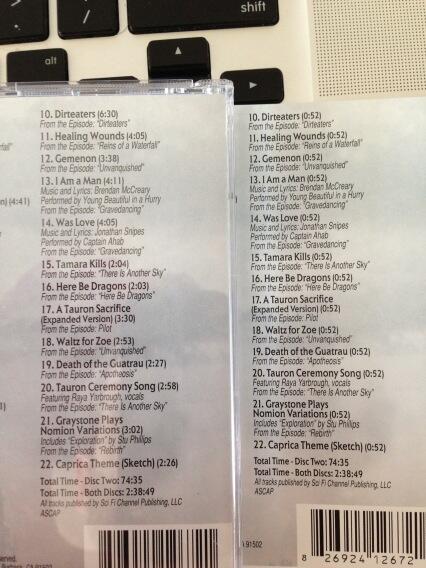 shift
alt
10. Dirteaters (6:30)
From the Episode: "Dirteaters"
11. Healing Wounds (4:05)
From the Episode: "Reins of a Waterfall"
12. Gemenon (3:38)
From the Episode: "Unvanquished"
13. I Am a Man (4:11)
Music and Lyrics: Brendan McCreary
Performed by Young Beautiful in a Hurry
From the Episode: "Gravedancing"
14. Was Love (4:05)
Music and Lyrics: Jonathan Snipes
Performed by Captain Ahab
From the Episode: "Gravedancing"
15. Tamara Kills (2:04)
From the Episode: "There Is Another Sky"
16. Here Be Dragons (2:03)
From the Episode: "Here Be Dragons"
17. A Tauron Sacrifice
(Expanded Version) (3:30)
From the Episode: Pilot
18. Waltz for Zoe (2:53)
From the Episode: "Unvanquished"
19. Death of the Guatrau (2:27)
From the Episode: "Apotheosis"
20. Tauron Ceremony Song (2:58)
Featuring Raya Yarbrough, vocals
From the Episode: "There Is Another Sky"
21. Graystone Plays
Nomion Variations (3:02)
Includes "Exploration" by Stu Phillips
From the Episode: "Rebirth"
22. Caprica Theme (Sketch) (2:26)
Total Time - Disc Two: 74:35
Total Time - Both Discs: 2:38:49
All tracks published by Sci Fi Channel Publishing, LLC
ASCAP
(4:41)
CA 91502
10. Dirteaters (0:52)
From the Episode: "Dirteaters"
11. Healing Wounds (0:52)
From the Episode: "Reins of a Waterfall"
12. Gemenon (0:52)
From the Episode: "Unvanquished"
13. I Am a Man (0:52)
Music and Lyrics: Brendan McCreary
Performed by Young Beautiful in a Hurry
From the Episode: "Gravedancing"
14. Was Love (0:52)
Music and Lyrics: Jonathan Snipes
Performed by Captain Ahab
From the Episode: "Gravedancing"
15. Tamara Kills (0:52)
From the Episode: "There Is Another Sky"
16. Here Be Dragons (0:52)
From the Episode: "Here Be Dragons"
17. A Tauron Sacrifice
(Expanded Version) (0:52)
From the Episode: Pilot
18. Waltz for Zoe (0:52)
From the Episode: "Unvanquished"
19. Death of the Guatrau (0:52)
From the Episode: "Apotheosis"
20. Tauron Ceremony Song (0:52)
Featuring Raya Yarbrough, vocals
From the Episode: "There Is Another Sky"
21. Graystone Plays
Nomion Variations (0:52)
Includes "Exploration" by Stu Phillips
From the Episode: "Rebirth"
22. Caprica Theme (Sketch) (0:52)
Total Time - Disc Two: 74:35
Total Time - Both Discs: 2:38:49
All tracks published by Sci Fi Channel Publishing, LLC
ASCAP
91502
8 26924 12672